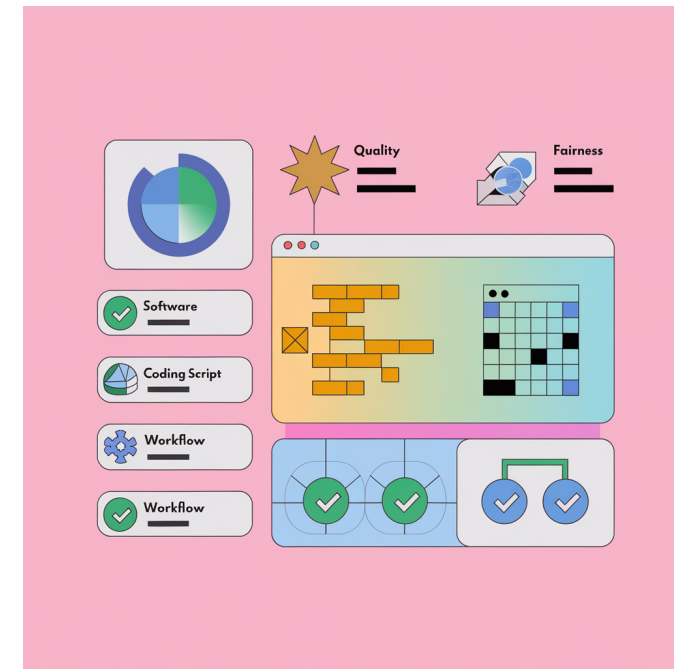 Quality
Fairness
Software
Coding Script
Workflow
Workflow